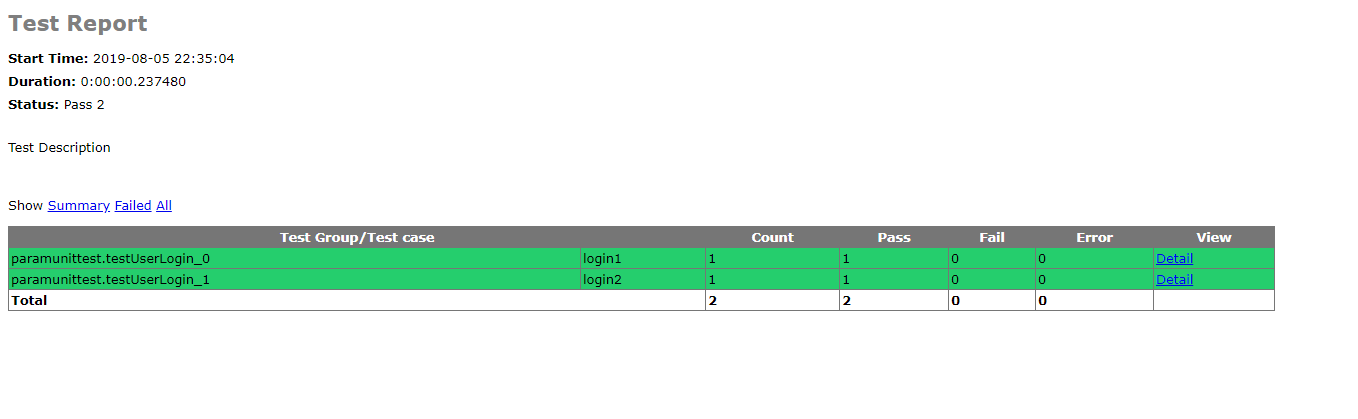 Test Report
Start Time: 2019-08-05 22:35:04
Duration: 0:00:00.237480
Status: Pass 2
Test Description
Show Summary Failed All
Test Group/Test case Count Pass Fail Error View
paramunittest.testUserLogin_0 login1 1 1 0 0 Detail
paramunittest.testUserLogin_1 login2 1 1 0 0 Detail
Total 2 2 0 0